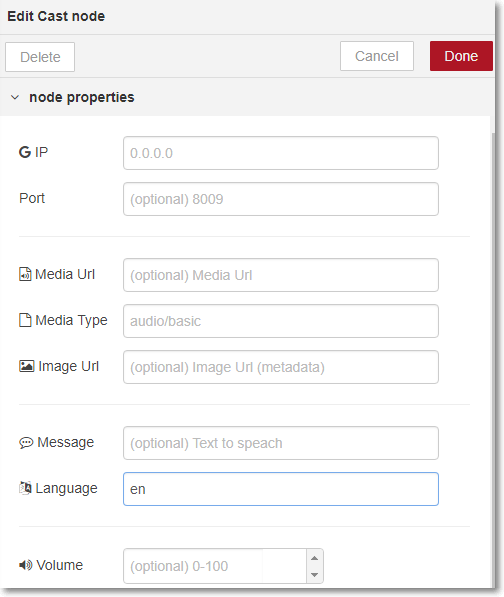 Edit Cast node
Delete Cancel Done
node properties
IP 0.0.0.0
Port (optional) 8009
Media Url (optional) Media Url
Media Type audio/basic
Image Url (optional) Image Url (metadata)
Message (optional) Text to speach
Language en
Volume (optional) 0-100